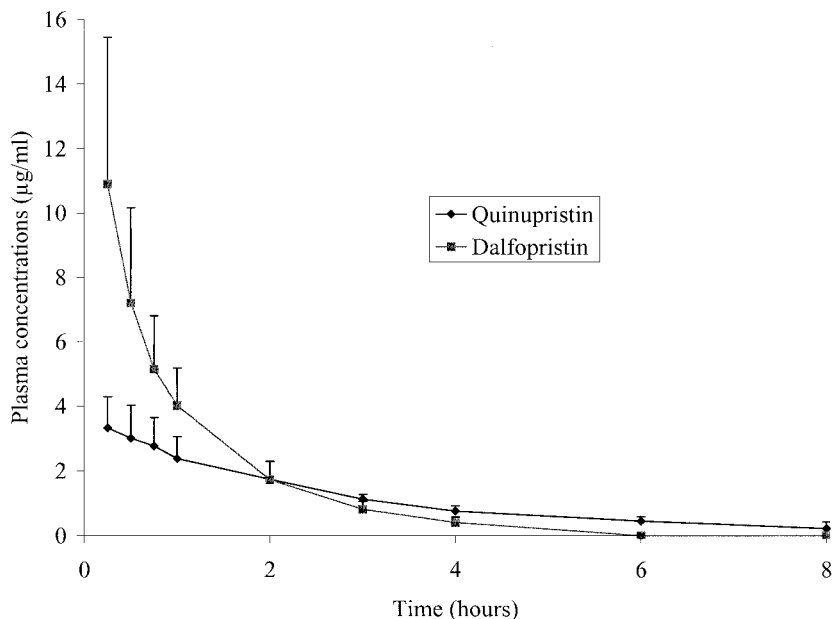 16
14
12
10
8
6
4
2
0
Plasma concentrations (µg/ml)
Quinupristin
Dalfopristin
0 2 4 6 8
Time (hours)